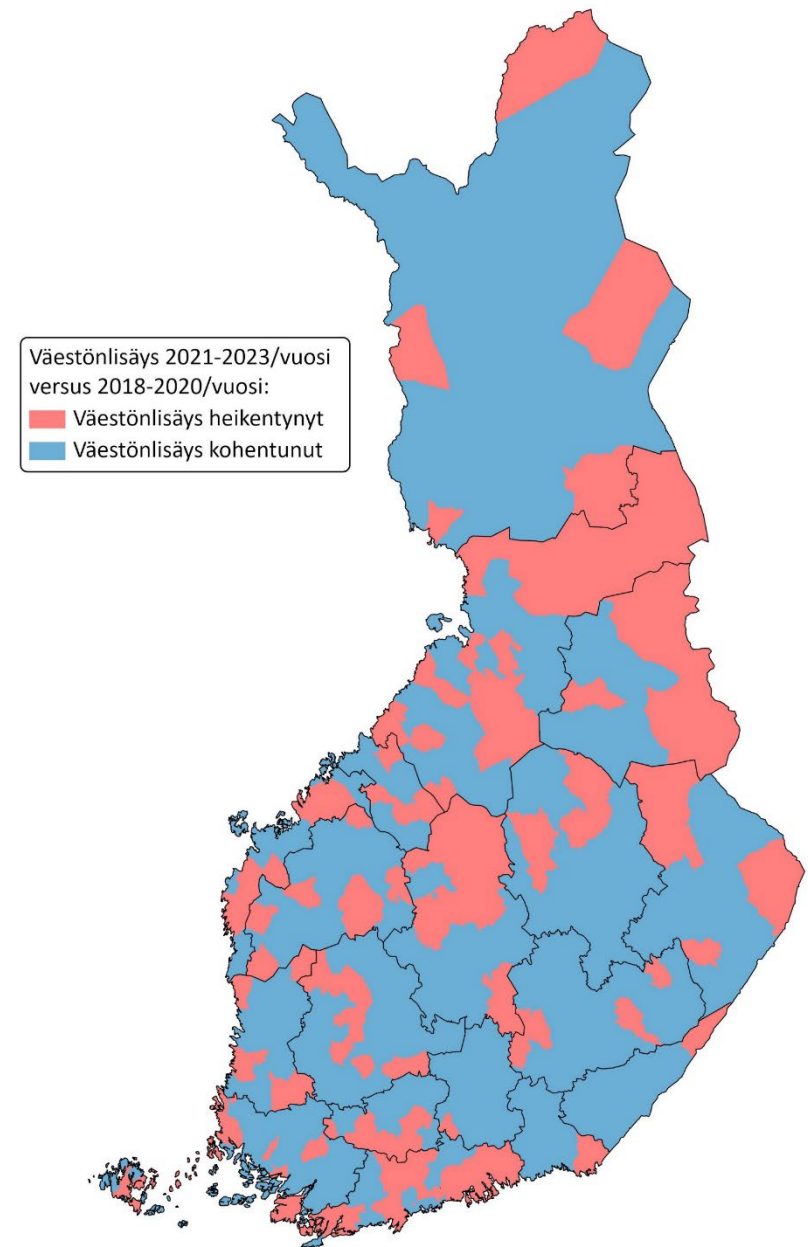 Väestönlisäys 2021-2023/vuosi
versus 2018-2020/vuosi:
Väestönlisäys heikentynyt
Väestönlisäys kohentunut